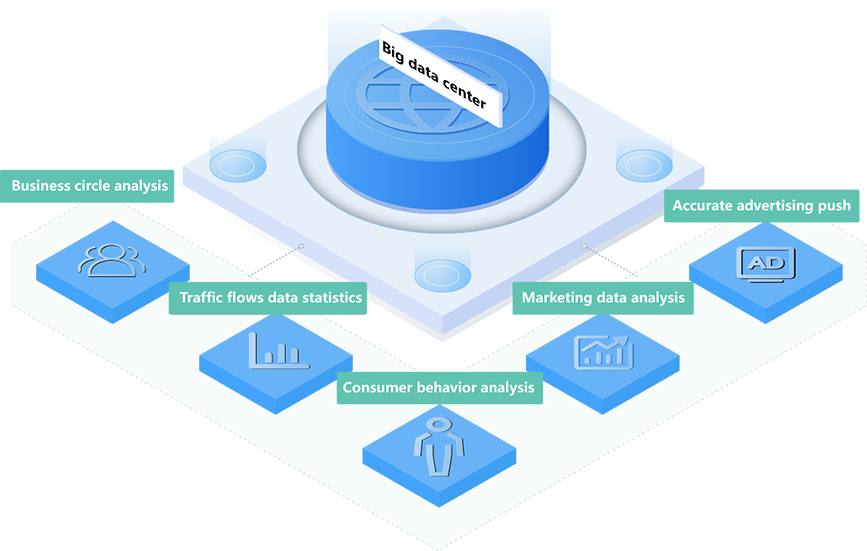 Big data center
Business circle analysis
Accurate advertising push
Traffic flows data statistics
Marketing data analysis
Consumer behavior analysis
AD